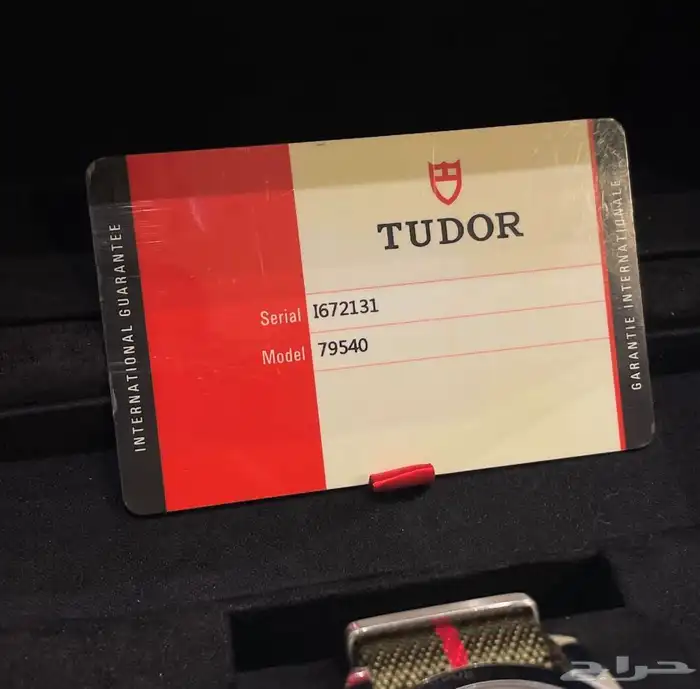 INTERNATIONAL GUARANTEE
TUDOR
Serial I672131
Model 79540
GARANTIE INTERNATIONALE
حراج